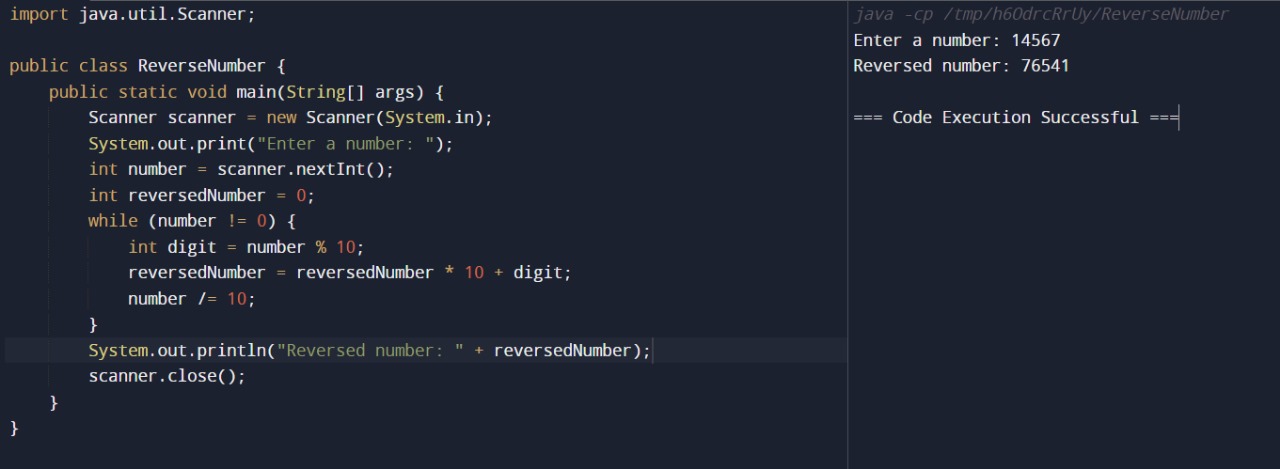 import java.util.Scanner;
public class ReverseNumber {
public static void main(String[] args) {
Scanner scanner = new Scanner(System.in);
System.out.print("Enter a number: ");
int number = scanner.nextInt();
int reversedNumber = 0;
while (number != 0) {
int digit = number % 10;
reversedNumber = reversedNumber * 10 + digit;
number /= 10;
}
System.out.println("Reversed number: " + reversedNumber);
scanner.close();
}
}
java -cp /tmp/h6OdrcRrUy/ReverseNumber
Enter a number: 14567
Reversed number: 76541
=== Code Execution Successful ===